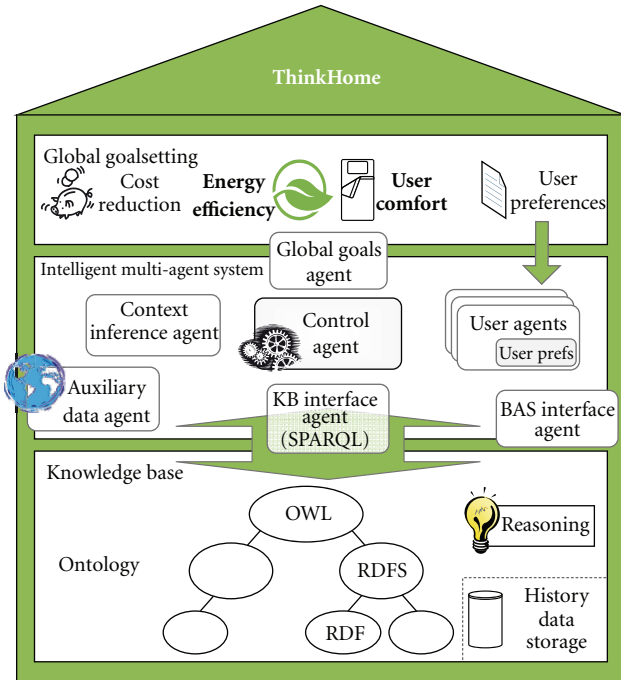 ThinkHome
Global goalsetting
Cost
reduction
Energy
efficiency
User
comfort
User
preferences
Global goals
agent
Intelligent multi-agent system
Context
inference agent
Control
agent
User agents
User prefs
Auxiliary
data agent
KB interface
agent
(SPARQL)
BAS interface
agent
Knowledge base
OWL
Reasoning
Ontology
RDFS
RDF
History
data
storage